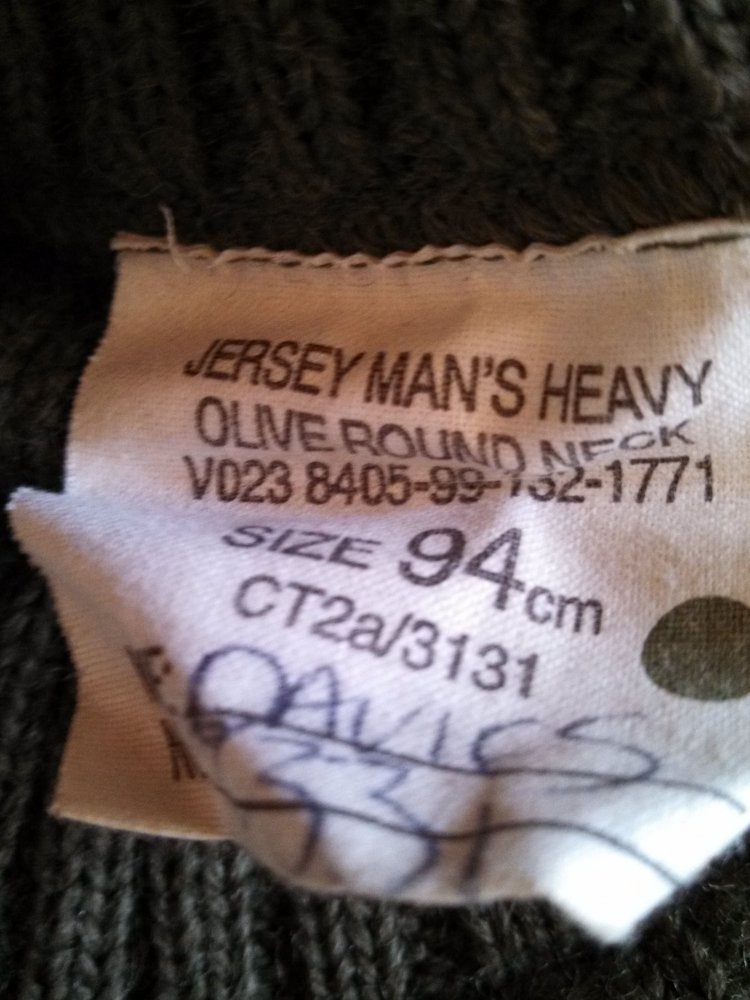 JERSEY MAN'S HEAVY
OLIVE ROUND NECK
V023 8405-99-132-1771
SIZE 94cm
CT2a/3131
DAVIES